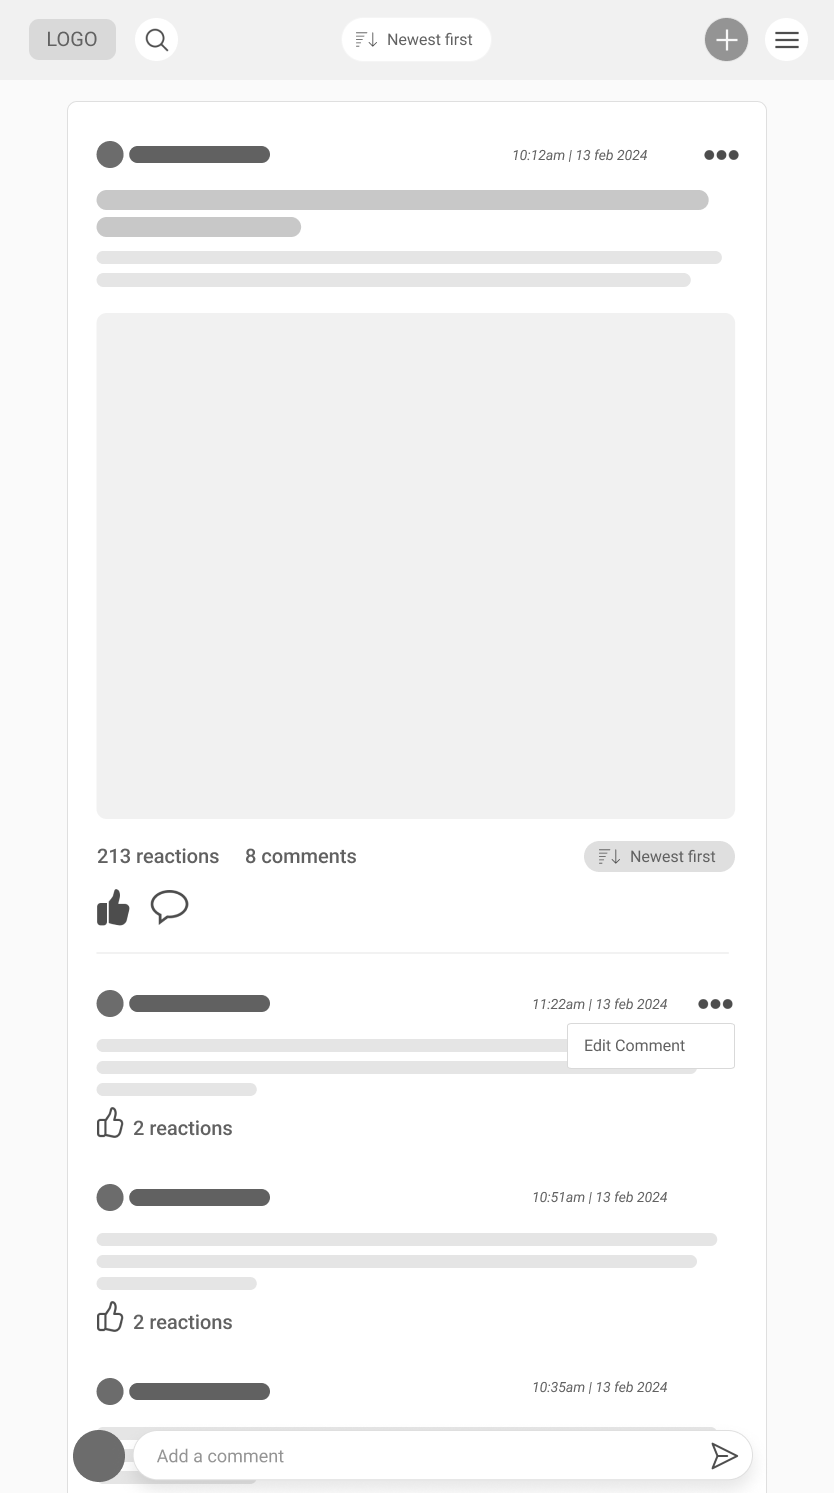 LOGO
Newest first
10:12am | 13 feb 2024
213 reactions 8 comments
Newest first
11:22am | 13 feb 2024
Edit Comment
2 reactions
10:51am | 13 feb 2024
2 reactions
10:35am | 13 feb 2024
Add a comment